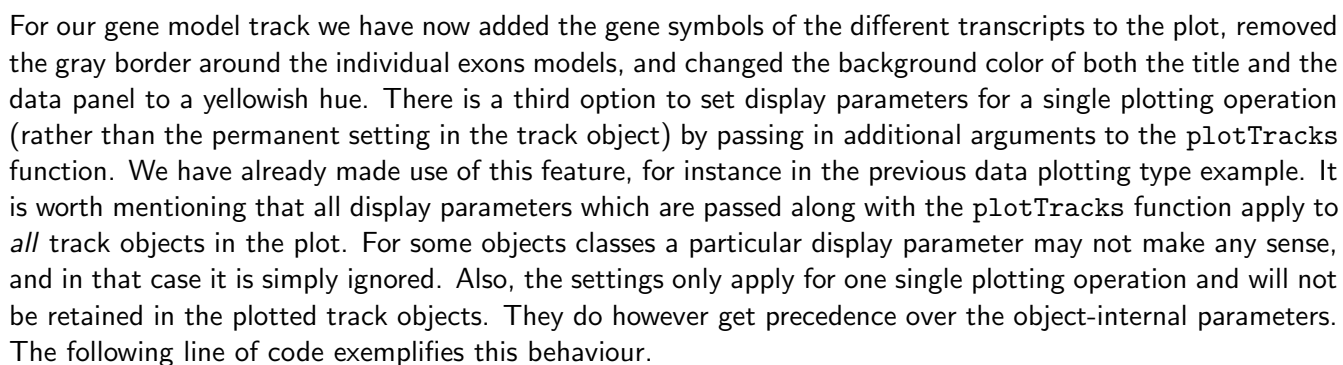 For our gene model track we have now added the gene symbols of the different transcripts to the plot, removed
the gray border around the individual exons models, and changed the background color of both the title and the
data panel to a yellowish hue. There is a third option to set display parameters for a single plotting operation
(rather than the permanent setting in the track object) by passing in additional arguments to the plotTracks
function. We have already made use of this feature, for instance in the previous data plotting type example. It
is worth mentioning that all display parameters which are passed along with the plotTracks function apply to
all track objects in the plot. For some objects classes a particular display parameter may not make any sense,
and in that case it is simply ignored. Also, the settings only apply for one single plotting operation and will not
be retained in the plotted track objects. They do however get precedence over the object-internal parameters.
The following line of code exemplifies this behaviour.